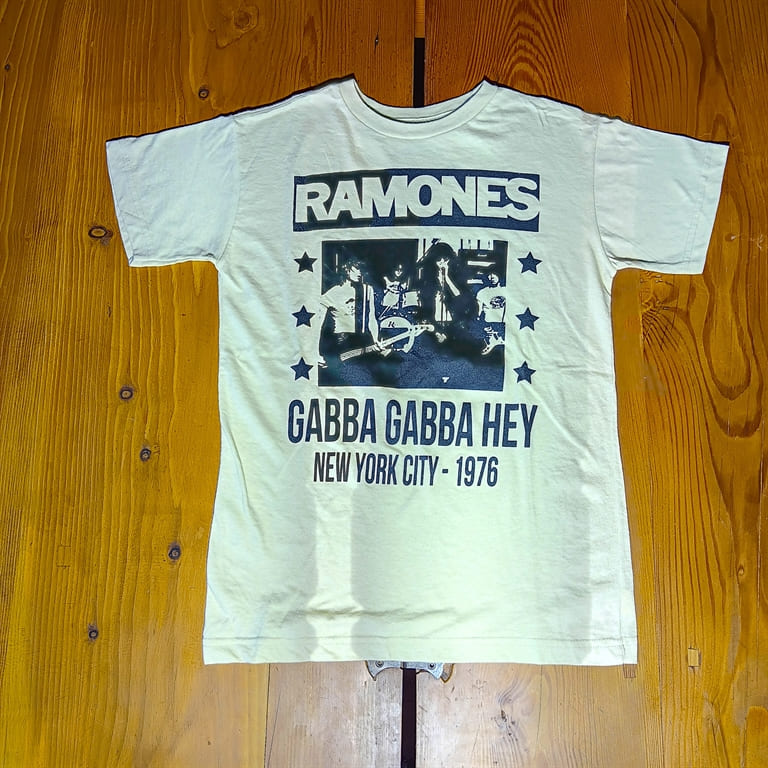 RAMONES
GABBA GABBA HEY
NEW YORK CITY - 1976